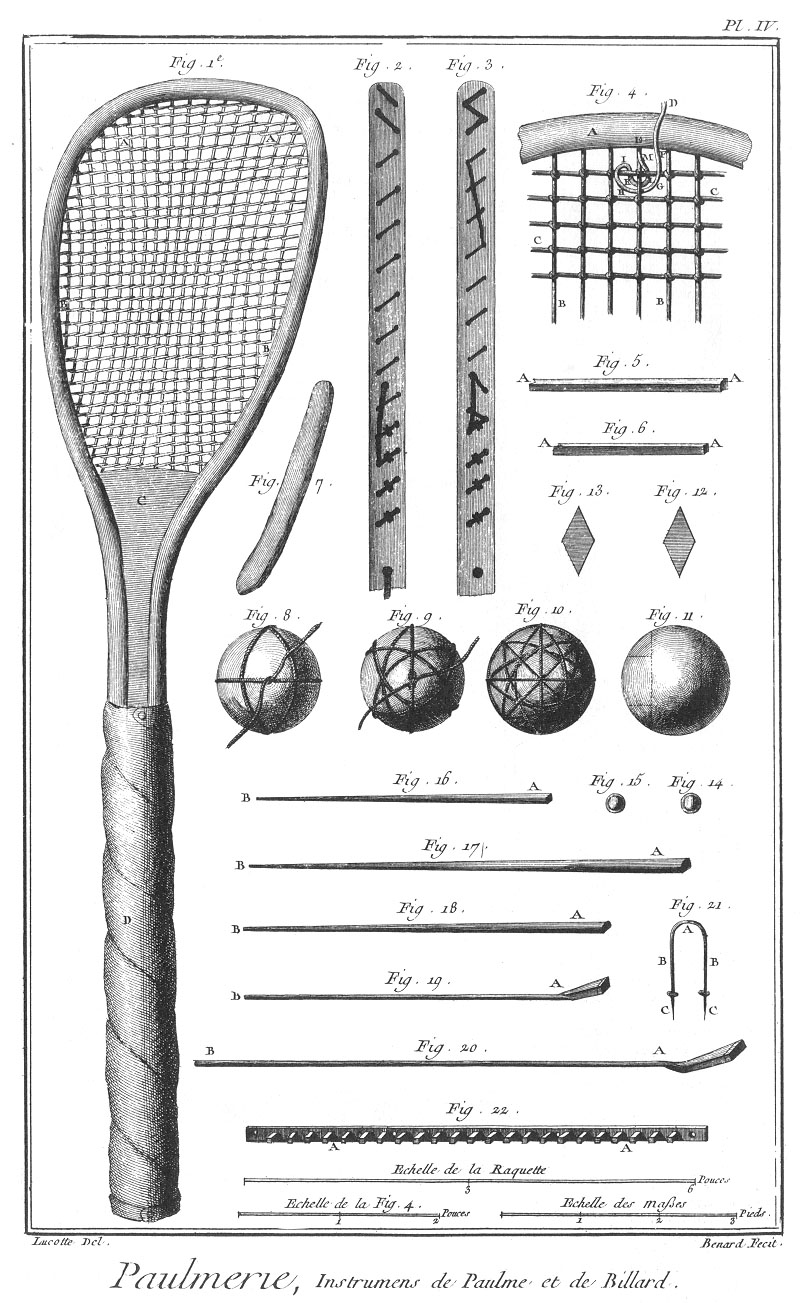 Pl. IV.
Fig. 1e.
Fig. 2.
Fig. 3.
Fig. 4.
D
A
A
A
E
F
I
M
K
H
G
C
C
B
B
B
B
Fig. 5.
A
A
Fig. 6.
A
A
C
Fig. 7.
Fig. 13.
Fig. 12.
Fig. 8.
Fig. 9.
Fig. 10.
Fig. 11.
Fig. 16.
B
A
Fig. 15.
Fig. 14.
Fig. 17.
B
A
Fig. 18.
B
A
Fig. 21.
A
B
B
C
C
D
Fig. 19.
B
A
Fig. 20.
B
A
Fig. 22.
A
A
Echelle de la Raquette
3
6
Pouces
Echelle de la Fig. 4.
1
2
Pouces
Echelle des maßes
1
2
3
Pieds.
Lucotte Del.
Benard Fecit.
Paulmerie, Instrumens de Paulme et de Billard.